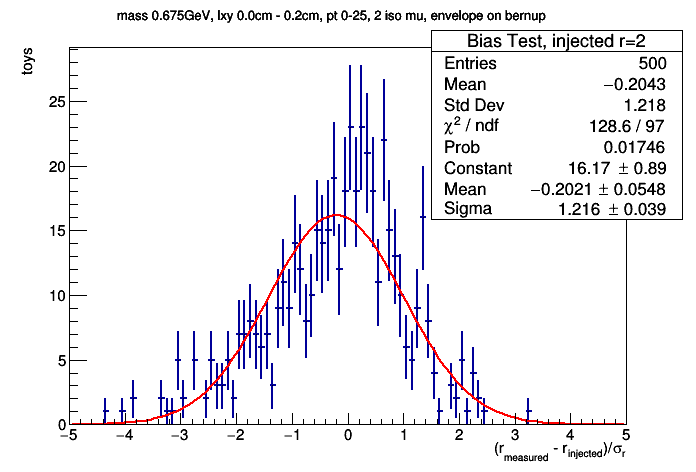 mass 0.675GeV, lxy 0.0cm - 0.2cm, pt 0-25, 2 iso mu, envelope on bernup
Bias Test, injected r=2
Entries 500
Mean −0.2043
Std Dev 1.218
χ² / ndf 128.6 / 97
Prob 0.01746
Constant 16.17 ± 0.89
Mean −0.2021 ± 0.0548
Sigma 1.216 ± 0.039
toys
25
20
15
10
5
0
−5 −4 −3 −2 −1 0 1 2 3 4 5
(r_measured - r_injected)/σ_r